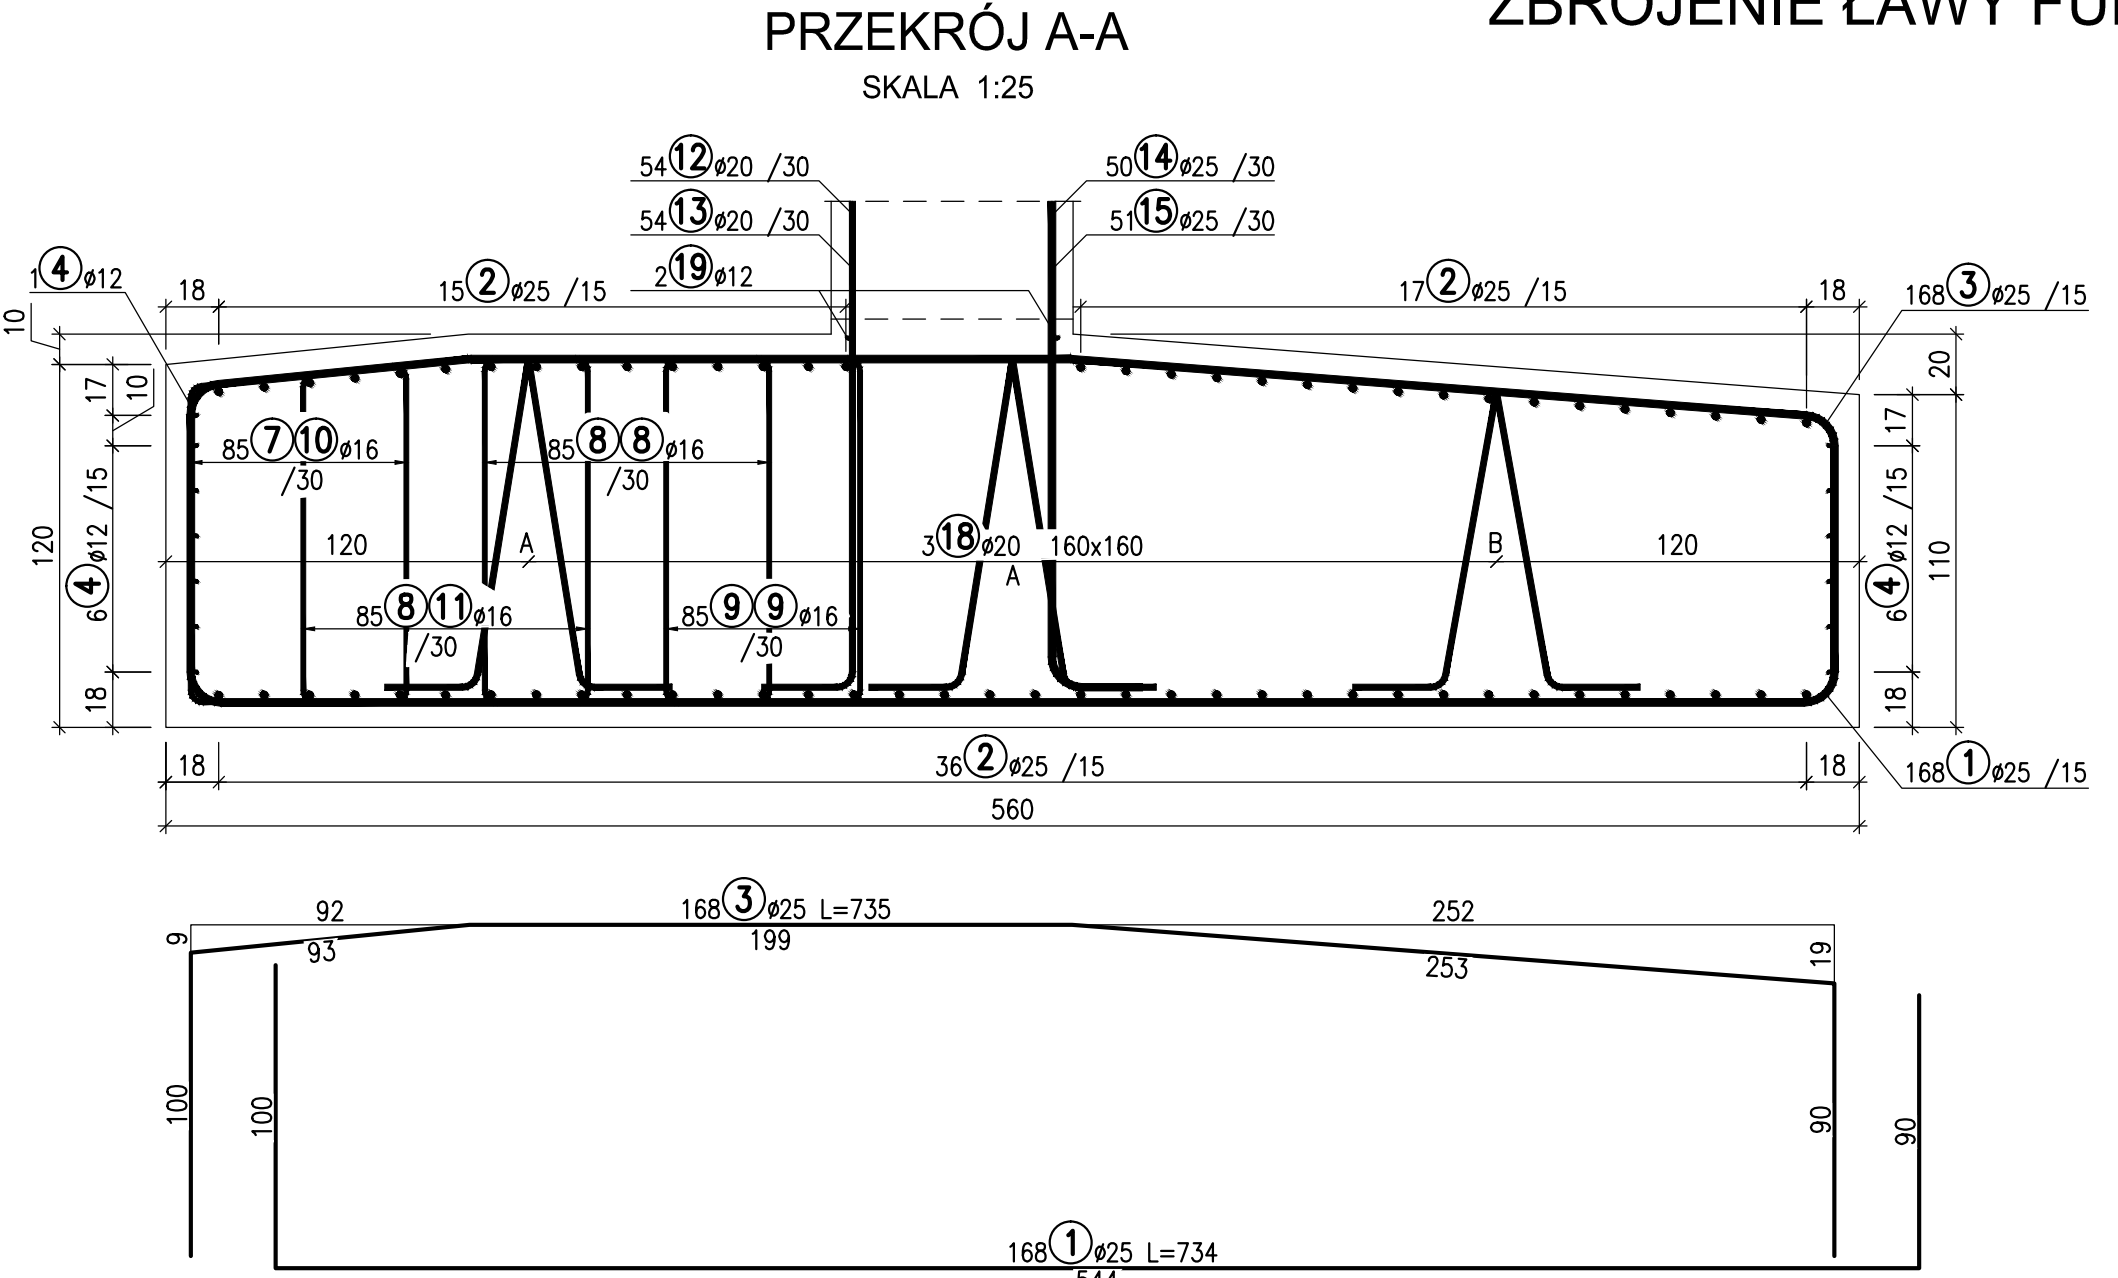 PRZEKRÓJ A-A
SKALA 1:25
ZBROJENIE ŁAWY
54 12 ø20 /30
54 13 ø20 /30
2 19 ø12
50 14 ø25 /30
51 15 ø25 /30
1 4 ø12
18
15 2 ø25 /15
17 2 ø25 /15
18
168 3 ø25 /15
10
17
10
120
6 4 ø12 /15
18
20
17
6 4 ø12 /15
110
18
85 7 10 ø16
/30
85 8 8 ø16
/30
120
A
3 18 ø20 160x160
A
B
120
85 8 11 ø16
/30
85 9 9 ø16
/30
18
36 2 ø25 /15
18
168 1 ø25 /15
560
92
168 3 ø25 L=735
252
9
93
199
253
19
100
100
90
90
168 1 ø25 L=734
544